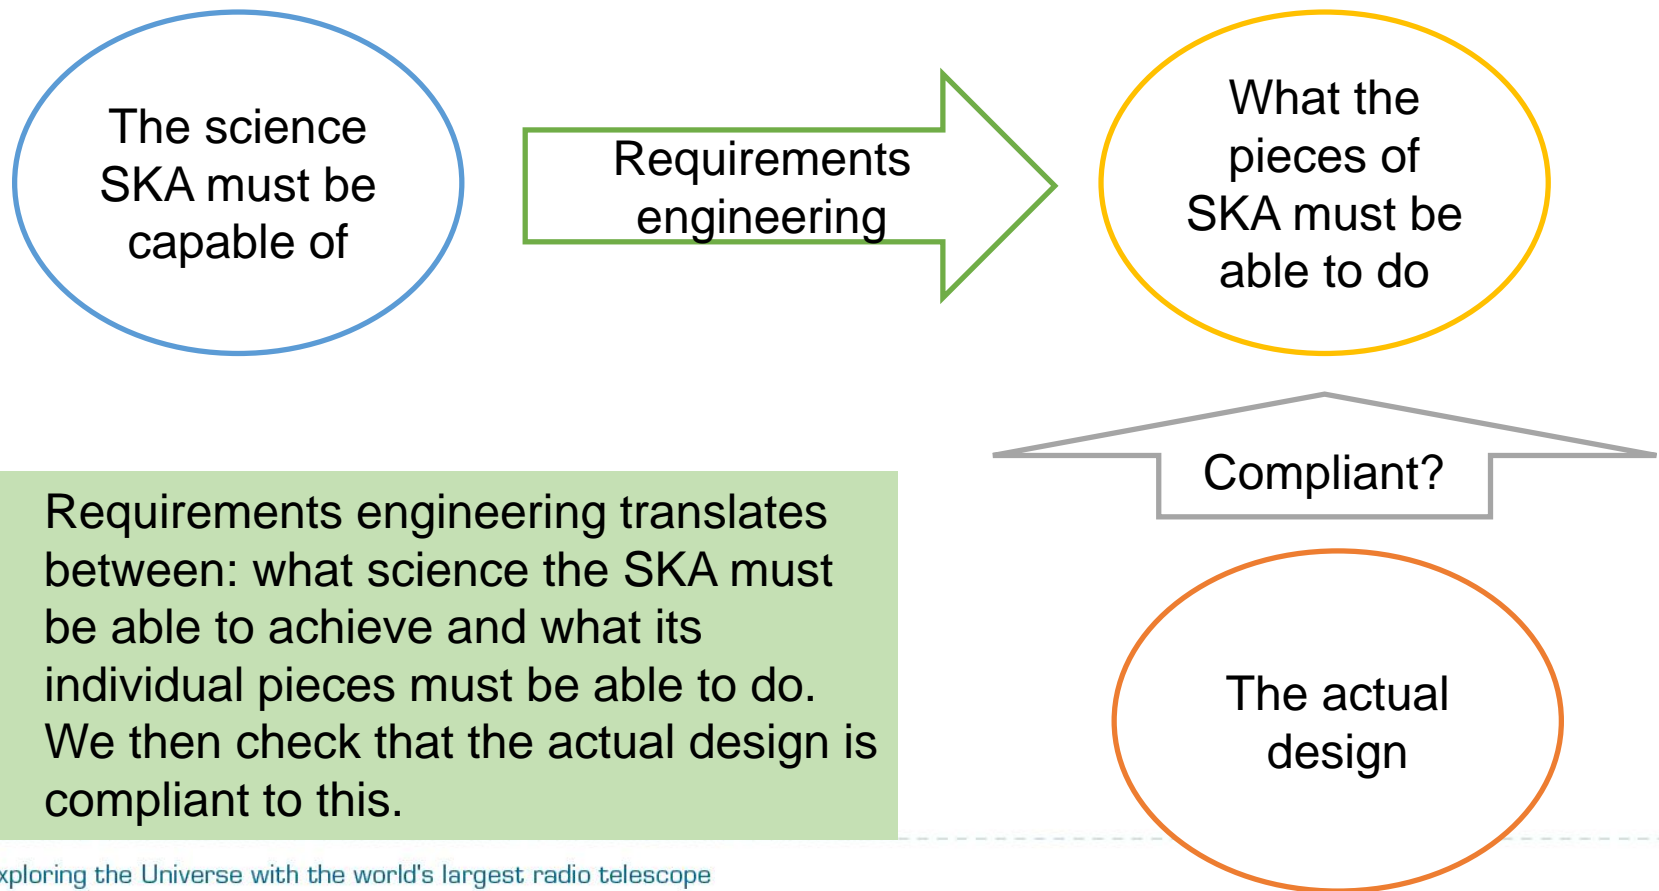 The science
SKA must be
capable of
Requirements
engineering
What the
pieces of
SKA must be
able to do
Compliant?
Requirements engineering translates
between: what science the SKA must
be able to achieve and what its
individual pieces must be able to do.
We then check that the actual design is
compliant to this.
The actual
design
xploring the Universe with the world's largest radio telescope